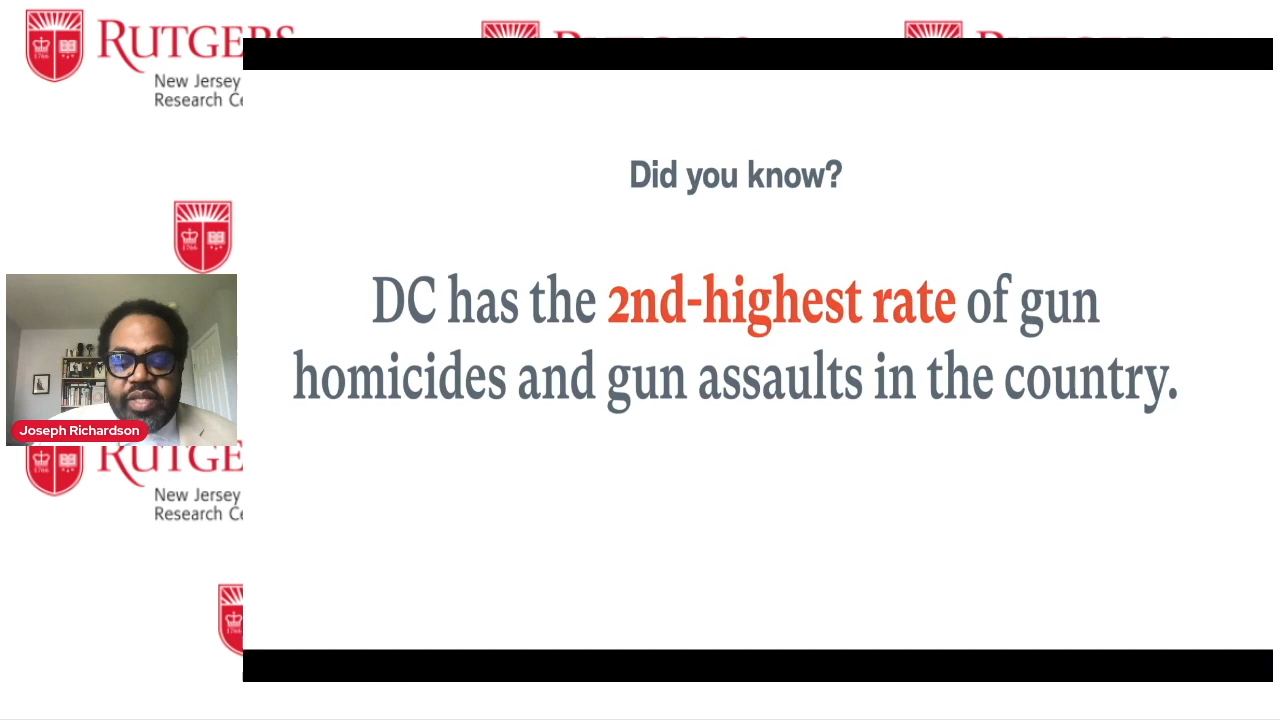 RUTGERS
New Jersey
Research Ce
Did you know?
DC has the 2nd-highest rate of gun
homicides and gun assaults in the country.
1766
Joseph Richardson
RUTGE
New Jersey
Research Ce